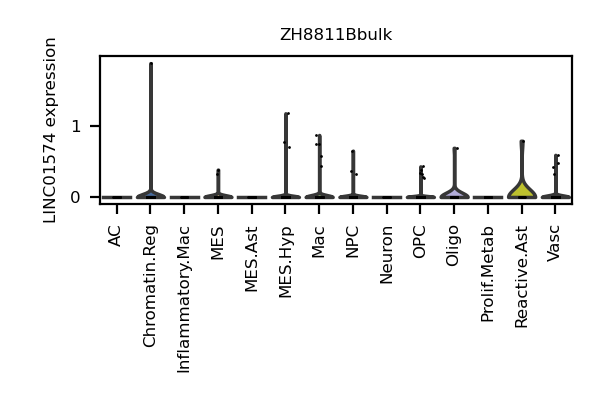 ZH8811Bbulk
LINC01574 expression
1
0
AC
Chromatin.Reg
Inflammatory.Mac
MES
MES.Ast
MES.Hyp
Mac
NPC
Neuron
OPC
Oligo
Prolif.Metab
Reactive.Ast
Vasc